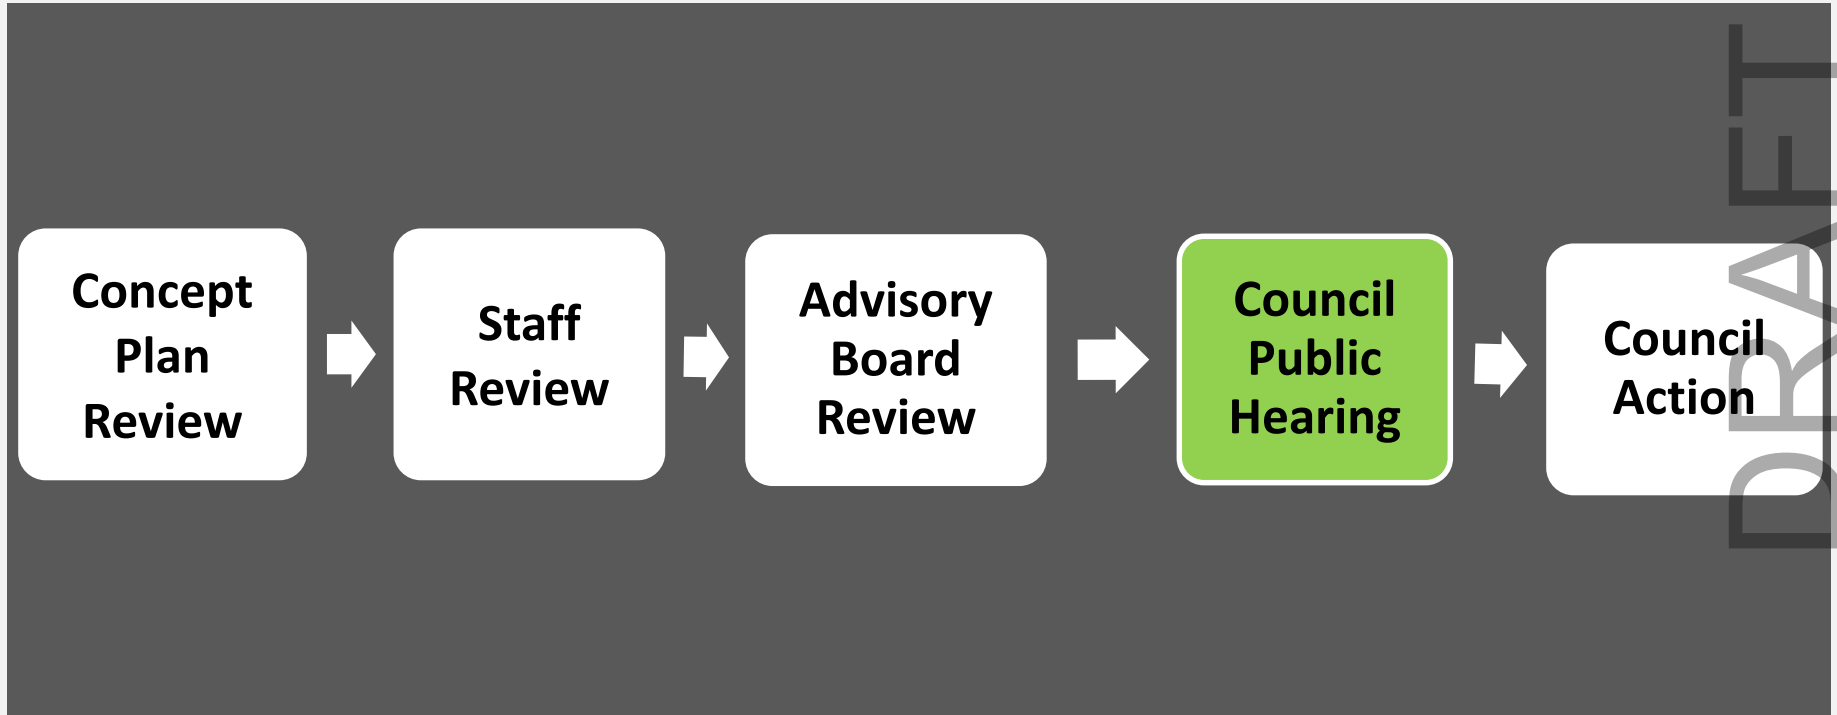 Concept
Plan
Review
Staff
Review
Advisory
Board
Review
Council
Public
Hearing
Council
Action
DRAFT